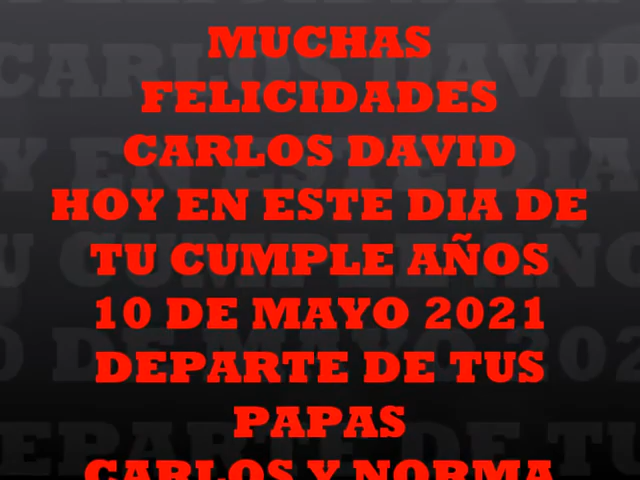 MUCHAS
FELICIDADES
CARLOS DAVID
HOY EN ESTE DIA DE
TU CUMPLE AÑOS
10 DE MAYO 2021
DEPARTE DE TUS
PAPAS
CARLOS Y NORMA